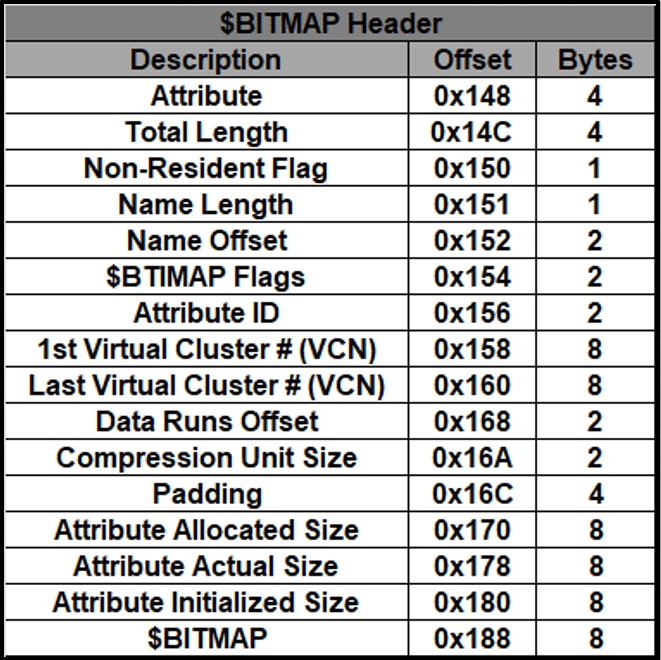 $BITMAP Header
Description Offset Bytes
Attribute 0x148 4
Total Length 0x14C 4
Non-Resident Flag 0x150 1
Name Length 0x151 1
Name Offset 0x152 2
$BTIMAP Flags 0x154 2
Attribute ID 0x156 2
1st Virtual Cluster # (VCN) 0x158 8
Last Virtual Cluster # (VCN) 0x160 8
Data Runs Offset 0x168 2
Compression Unit Size 0x16A 2
Padding 0x16C 4
Attribute Allocated Size 0x170 8
Attribute Actual Size 0x178 8
Attribute Initialized Size 0x180 8
$BITMAP 0x188 8